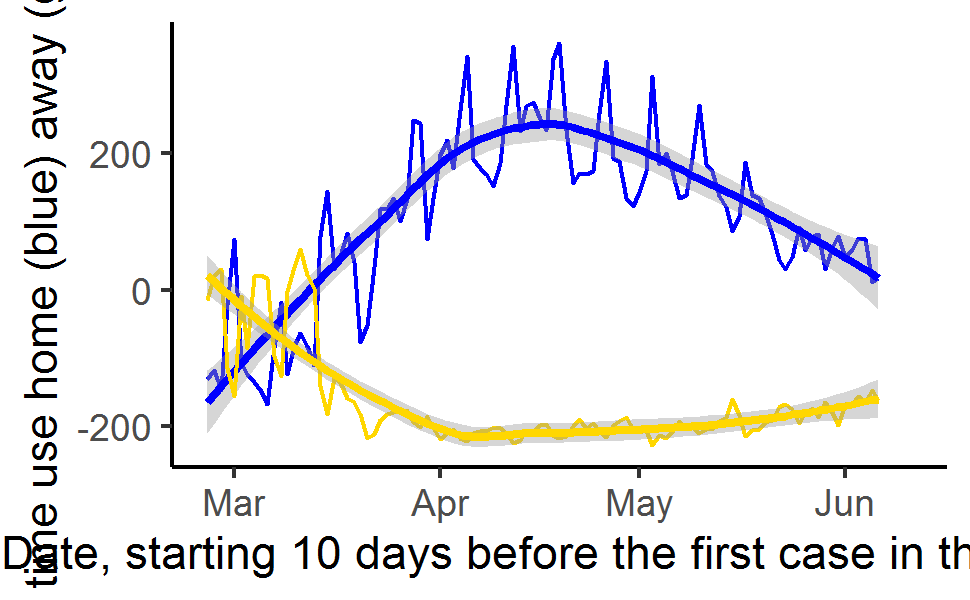 time use home (blue) away (
200
0
-200
Mar Apr May Jun
Date, starting 10 days before the first case in th